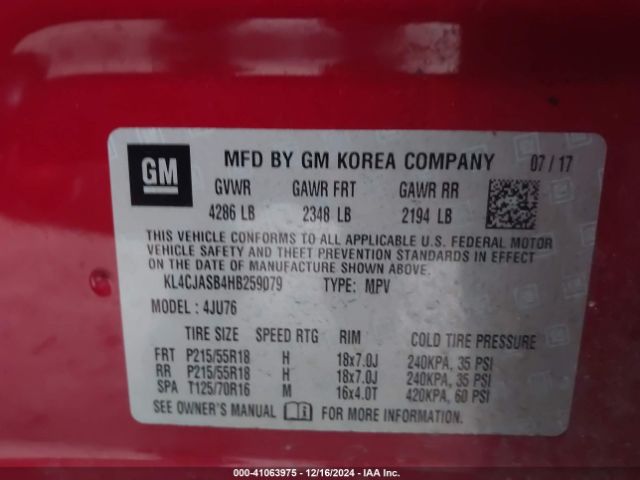 GM MFD BY GM KOREA COMPANY 07/17
GVWR GAWR FRT GAWR RR
4286 LB 2348 LB 2194 LB
THIS VEHICLE CONFORMS TO ALL APPLICABLE U.S. FEDERAL MOTOR
VEHICLE SAFETY AND THEFT PREVENTION STANDARDS IN EFFECT ON
THE DATE OF MANUFACTURE SHOWN ABOVE.
KL4CJASB4HB259079 TYPE: MPV
MODEL: 4JU76
TIRE SIZE SPEED RTG RIM COLD TIRE PRESSURE
FRT P215/55R18 H 18x7.0J 240KPA, 35 PSI
RR P215/55R18 H 18x7.0J 240KPA, 35 PSI
SPA T125/70R16 M 16x4.0T 420KPA, 60 PSI
SEE OWNER'S MANUAL i FOR MORE INFORMATION.
000-41063975 - 12/16/2024 - IAA Inc.